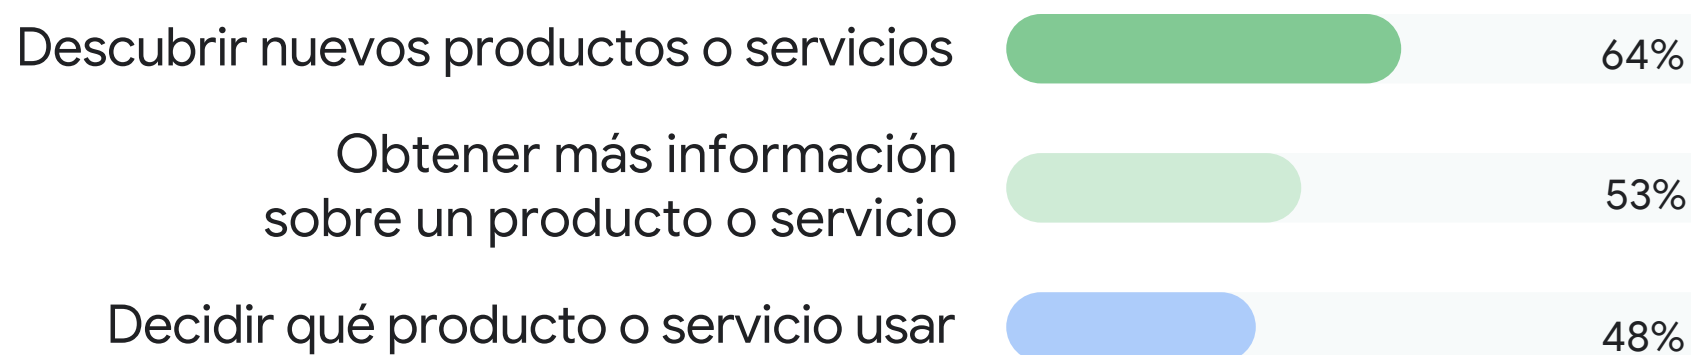 Descubrir nuevos productos o servicios 64%
Obtener más información
sobre un producto o servicio 53%
Decidir qué producto o servicio usar 48%